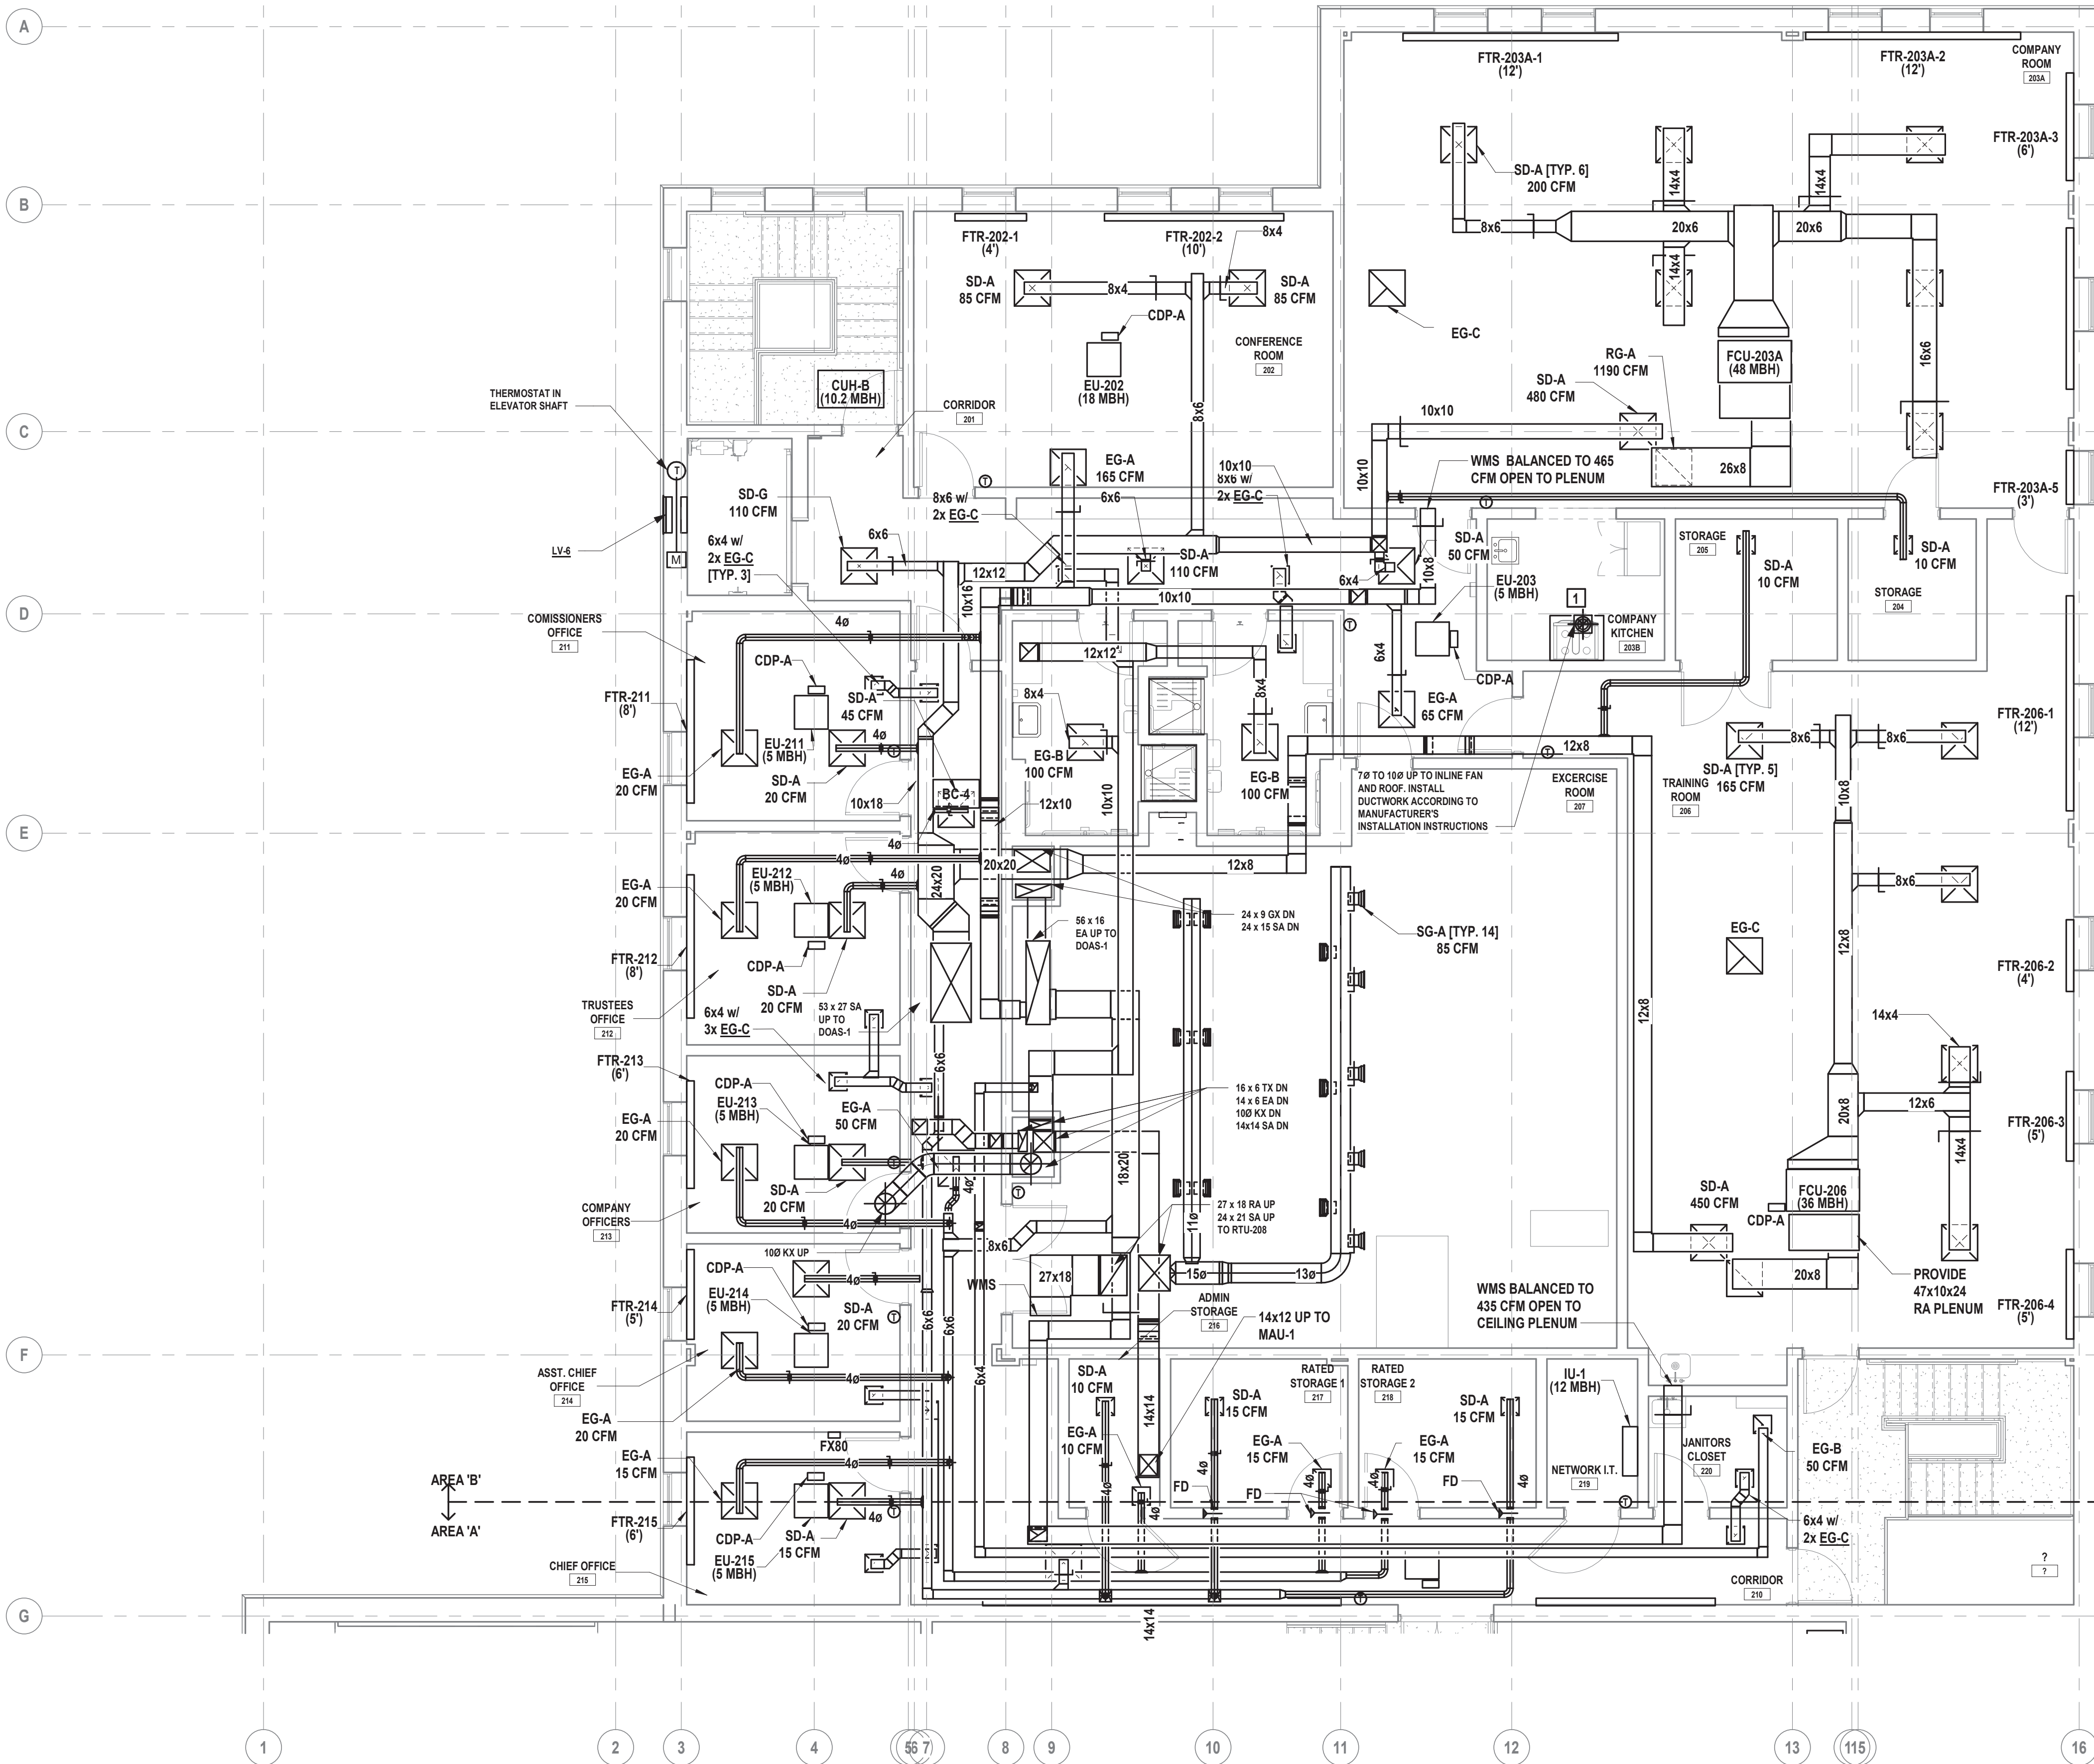 A
FTR-203A-1
(12')
FTR-203A-2
(12')
COMPANY
ROOM
203A
FTR-203A-3
(6')
SD-A [TYP. 6]
200 CFM
14x4
14x4
B
8x6
20x6
20x6
14x4
FTR-202-1
(4')
FTR-202-2
(10')
8x4
SD-A
85 CFM
8x4
SD-A
85 CFM
CDP-A
EG-C
CONFERENCE
ROOM
202
EU-202
(18 MBH)
CUH-B
(10.2 MBH)
RG-A
1190 CFM
FCU-203A
(48 MBH)
16x6
SD-A
480 CFM
THERMOSTAT IN
ELEVATOR SHAFT
CORRIDOR
201
8x6
10x10
C
T
EG-A
165 CFM
10x10
8x6 w/
2x EG-C
10x10
WMS BALANCED TO 465
CFM OPEN TO PLENUM
26x8
SD-G
110 CFM
T
8x6 w/
2x EG-C
6x6
T
FTR-203A-5
(3')
LV-6
6x4 w/
2x EG-C
[TYP. 3]
6x6
M
12x12
SD-A
110 CFM
SD-A
50 CFM
6x4
10x8
EU-203
(5 MBH)
STORAGE
205
SD-A
10 CFM
SD-A
10 CFM
STORAGE
204
10x16
10x10
1
D
COMISSIONERS
OFFICE
211
4ø
T
COMPANY
KITCHEN
203B
CDP-A
12x12
6x4
CDP-A
FTR-211
(8')
SD-A
45 CFM
8x4
8x4
EG-A
65 CFM
FTR-206-1
(12')
EU-211
(5 MBH)
4ø
T
8x6
8x6
EG-A
20 CFM
SD-A
20 CFM
EG-B
100 CFM
EG-B
100 CFM
12x8
T
SD-A [TYP. 5]
165 CFM
10x18
BC-4
12x10
10x10
7Ø TO 10Ø UP TO INLINE FAN
AND ROOF. INSTALL
DUCTWORK ACCORDING TO
MANUFACTURER'S
INSTALLATION INSTRUCTIONS
EXCERCISE
ROOM
207
TRAINING
ROOM
206
10x8
E
4ø
4ø
4ø
20x20
12x8
24x20
EU-212
(5 MBH)
EG-A
20 CFM
8x6
CDP-A
56 x 16
EA UP TO
DOAS-1
24 x 9 GX DN
24 x 15 SA DN
SG-A [TYP. 14]
85 CFM
EG-C
12x8
FTR-212
(8')
SD-A
20 CFM
FTR-206-2
(4')
TRUSTEES
OFFICE
212
6x4 w/
3x EG-C
53 x 27 SA
UP TO
DOAS-1
12x8
14x4
FTR-213
(6')
6x6
CDP-A
EU-213
(5 MBH)
EG-A
50 CFM
16 x 6 TX DN
14 x 6 EA DN
10Ø KX DN
14x14 SA DN
20x8
12x6
FTR-206-3
(5')
EG-A
20 CFM
14x4
T
18x20
SD-A
20 CFM
4ø
T
SD-A
450 CFM
FCU-206
(36 MBH)
CDP-A
COMPANY
OFFICERS
213
4ø
11ø
27 x 18 RA UP
24 x 21 SA UP
TO RTU-208
10Ø KX UP
8x6
CDP-A
4ø
27x18
15ø
13ø
20x8
PROVIDE
47x10x24
RA PLENUM
EU-214
(5 MBH)
WMS
ADMIN
STORAGE
216
WMS BALANCED TO
435 CFM OPEN TO
CEILING PLENUM
FTR-214
(5')
SD-A
20 CFM
T
6x6
6x6
14x12 UP TO
MAU-1
FTR-206-4
(5')
F
ASST. CHIEF
OFFICE
214
4ø
6x4
SD-A
10 CFM
RATED
STORAGE 1
217
RATED
STORAGE 2
218
IU-1
(12 MBH)
SD-A
15 CFM
SD-A
15 CFM
14x14
EG-A
20 CFM
EG-A
10 CFM
EG-A
15 CFM
EG-A
15 CFM
JANITORS
CLOSET
220
EG-B
50 CFM
FX80
EG-A
15 CFM
4ø
4ø
4ø
4ø
4ø
NETWORK I.T.
219
AREA 'B'
FD
FD
FD
4ø
4ø
T
AREA 'A'
FTR-215
(6')
4ø
T
CDP-A
SD-A
15 CFM
6x4 w/
2x EG-C
EU-215
(5 MBH)
CHIEF OFFICE
215
?
?
CORRIDOR
210
T
G
14x14
1
2
3
4
7
8
9
10
11
12
13
16